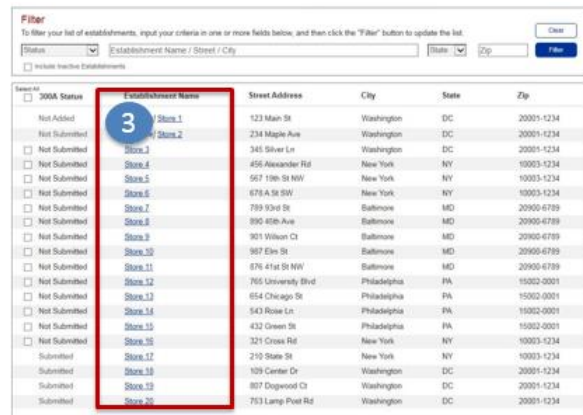 Filter
To filter your list of establishments, input your criteria in one or more fields below, and then click the "Filter" button to update the list.
Clear
Status Establishment Name / Street / City State Zip Filter
Include Inactive Establishments
Select All
300A Status Establishment Name Street Address City State Zip
3
Not Added / Store 1 123 Main St Washington DC 20001-1234
Not Submitted / Store 2 234 Maple Ave Washington DC 20001-1234
Not Submitted Store 3 345 Silver Ln Washington DC 20001-1234
Not Submitted Store 4 456 Alexander Rd New York NY 10003-1234
Not Submitted Store 5 567 19th St NW New York NY 10003-1234
Not Submitted Store 6 678 A St SW New York NY 10003-1234
Not Submitted Store 7 789 93rd St Baltimore MD 20900-6789
Not Submitted Store 8 890 45th Ave Baltimore MD 20900-6789
Not Submitted Store 9 901 Wilson Ct Baltimore MD 20900-6789
Not Submitted Store 10 987 Elm St Baltimore MD 20900-6789
Not Submitted Store 11 876 41st St NW Baltimore MD 20900-6789
Not Submitted Store 12 765 University Blvd Philadelphia PA 15002-0001
Not Submitted Store 13 654 Chicago St Philadelphia PA 15002-0001
Not Submitted Store 14 543 Rose Ln Philadelphia PA 15002-0001
Not Submitted Store 15 432 Green St Philadelphia PA 15002-0001
Not Submitted Store 16 321 Cross Rd New York NY 10003-1234
Submitted Store 17 210 State St New York NY 10003-1234
Submitted Store 18 109 Center Dr Washington DC 20001-1234
Submitted Store 19 807 Dogwood Ct Washington DC 20001-1234
Submitted Store 20 753 Lamp Post Rd Washington DC 20001-1234